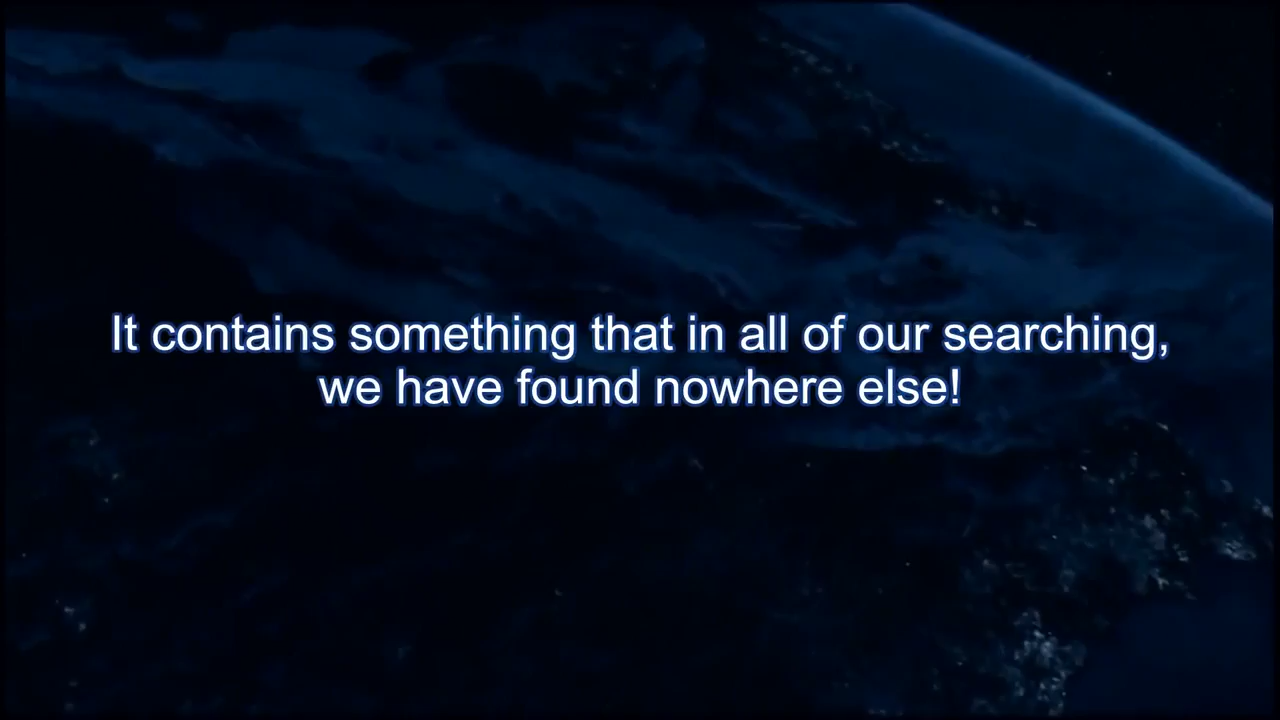 It contains something that in all of our searching,
we have found nowhere else!